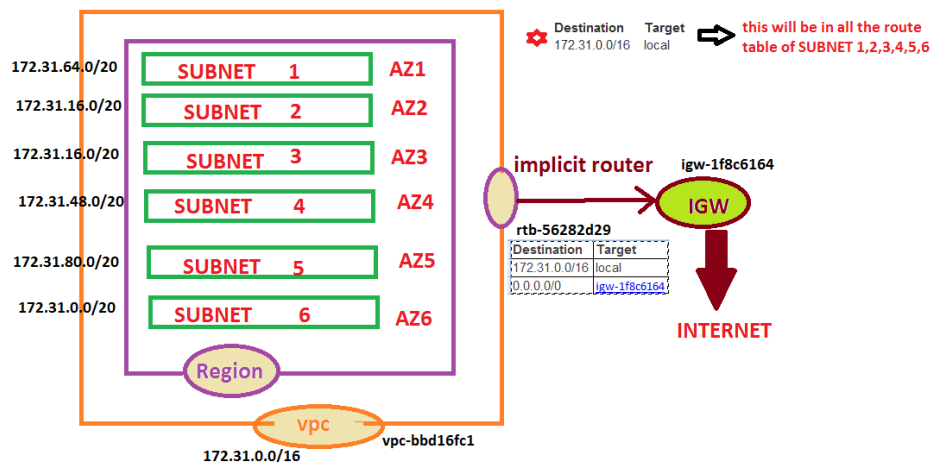 Destination Target
172.31.0.0/16 local
this will be in all the route
table of SUBNET 1,2,3,4,5,6
172.31.64.0/20 SUBNET 1 AZ1
172.31.16.0/20 SUBNET 2 AZ2
172.31.16.0/20 SUBNET 3 AZ3
172.31.48.0/20 SUBNET 4 AZ4
172.31.80.0/20 SUBNET 5 AZ5
172.31.0.0/20 SUBNET 6 AZ6
Region
vpc
vpc-bbd16fc1
172.31.0.0/16
implicit router
igw-1f8c6164
IGW
rtb-56282d29
Destination Target
172.31.0.0/16 local
0.0.0.0/0 igw-1f8c6164
INTERNET